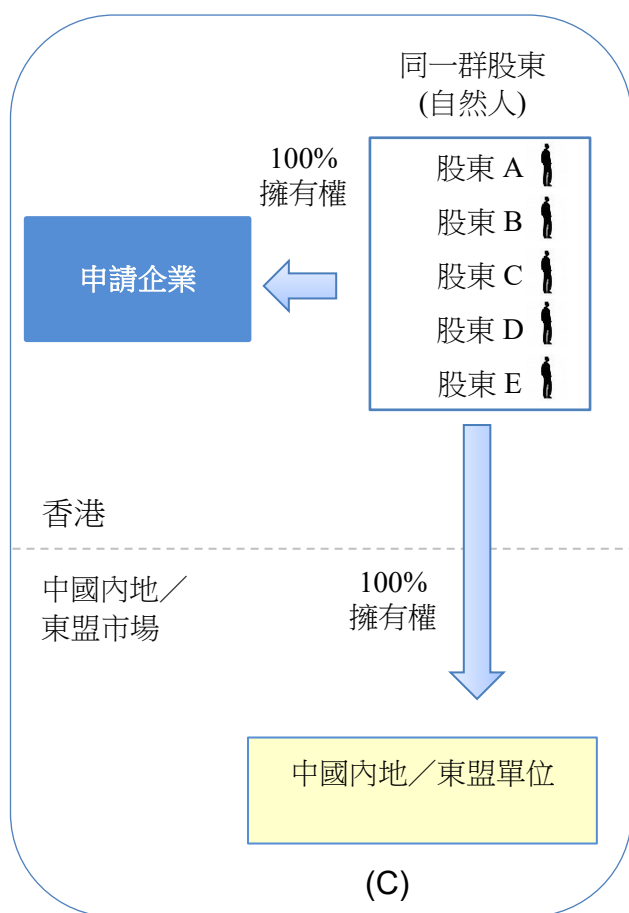 同一群股東
(自然人)
100%
擁有權
股東 A
股東 B
股東 C
股東 D
股東 E
申請企業
香港
中國內地／
東盟市場
100%
擁有權
中國內地／東盟單位
(C)